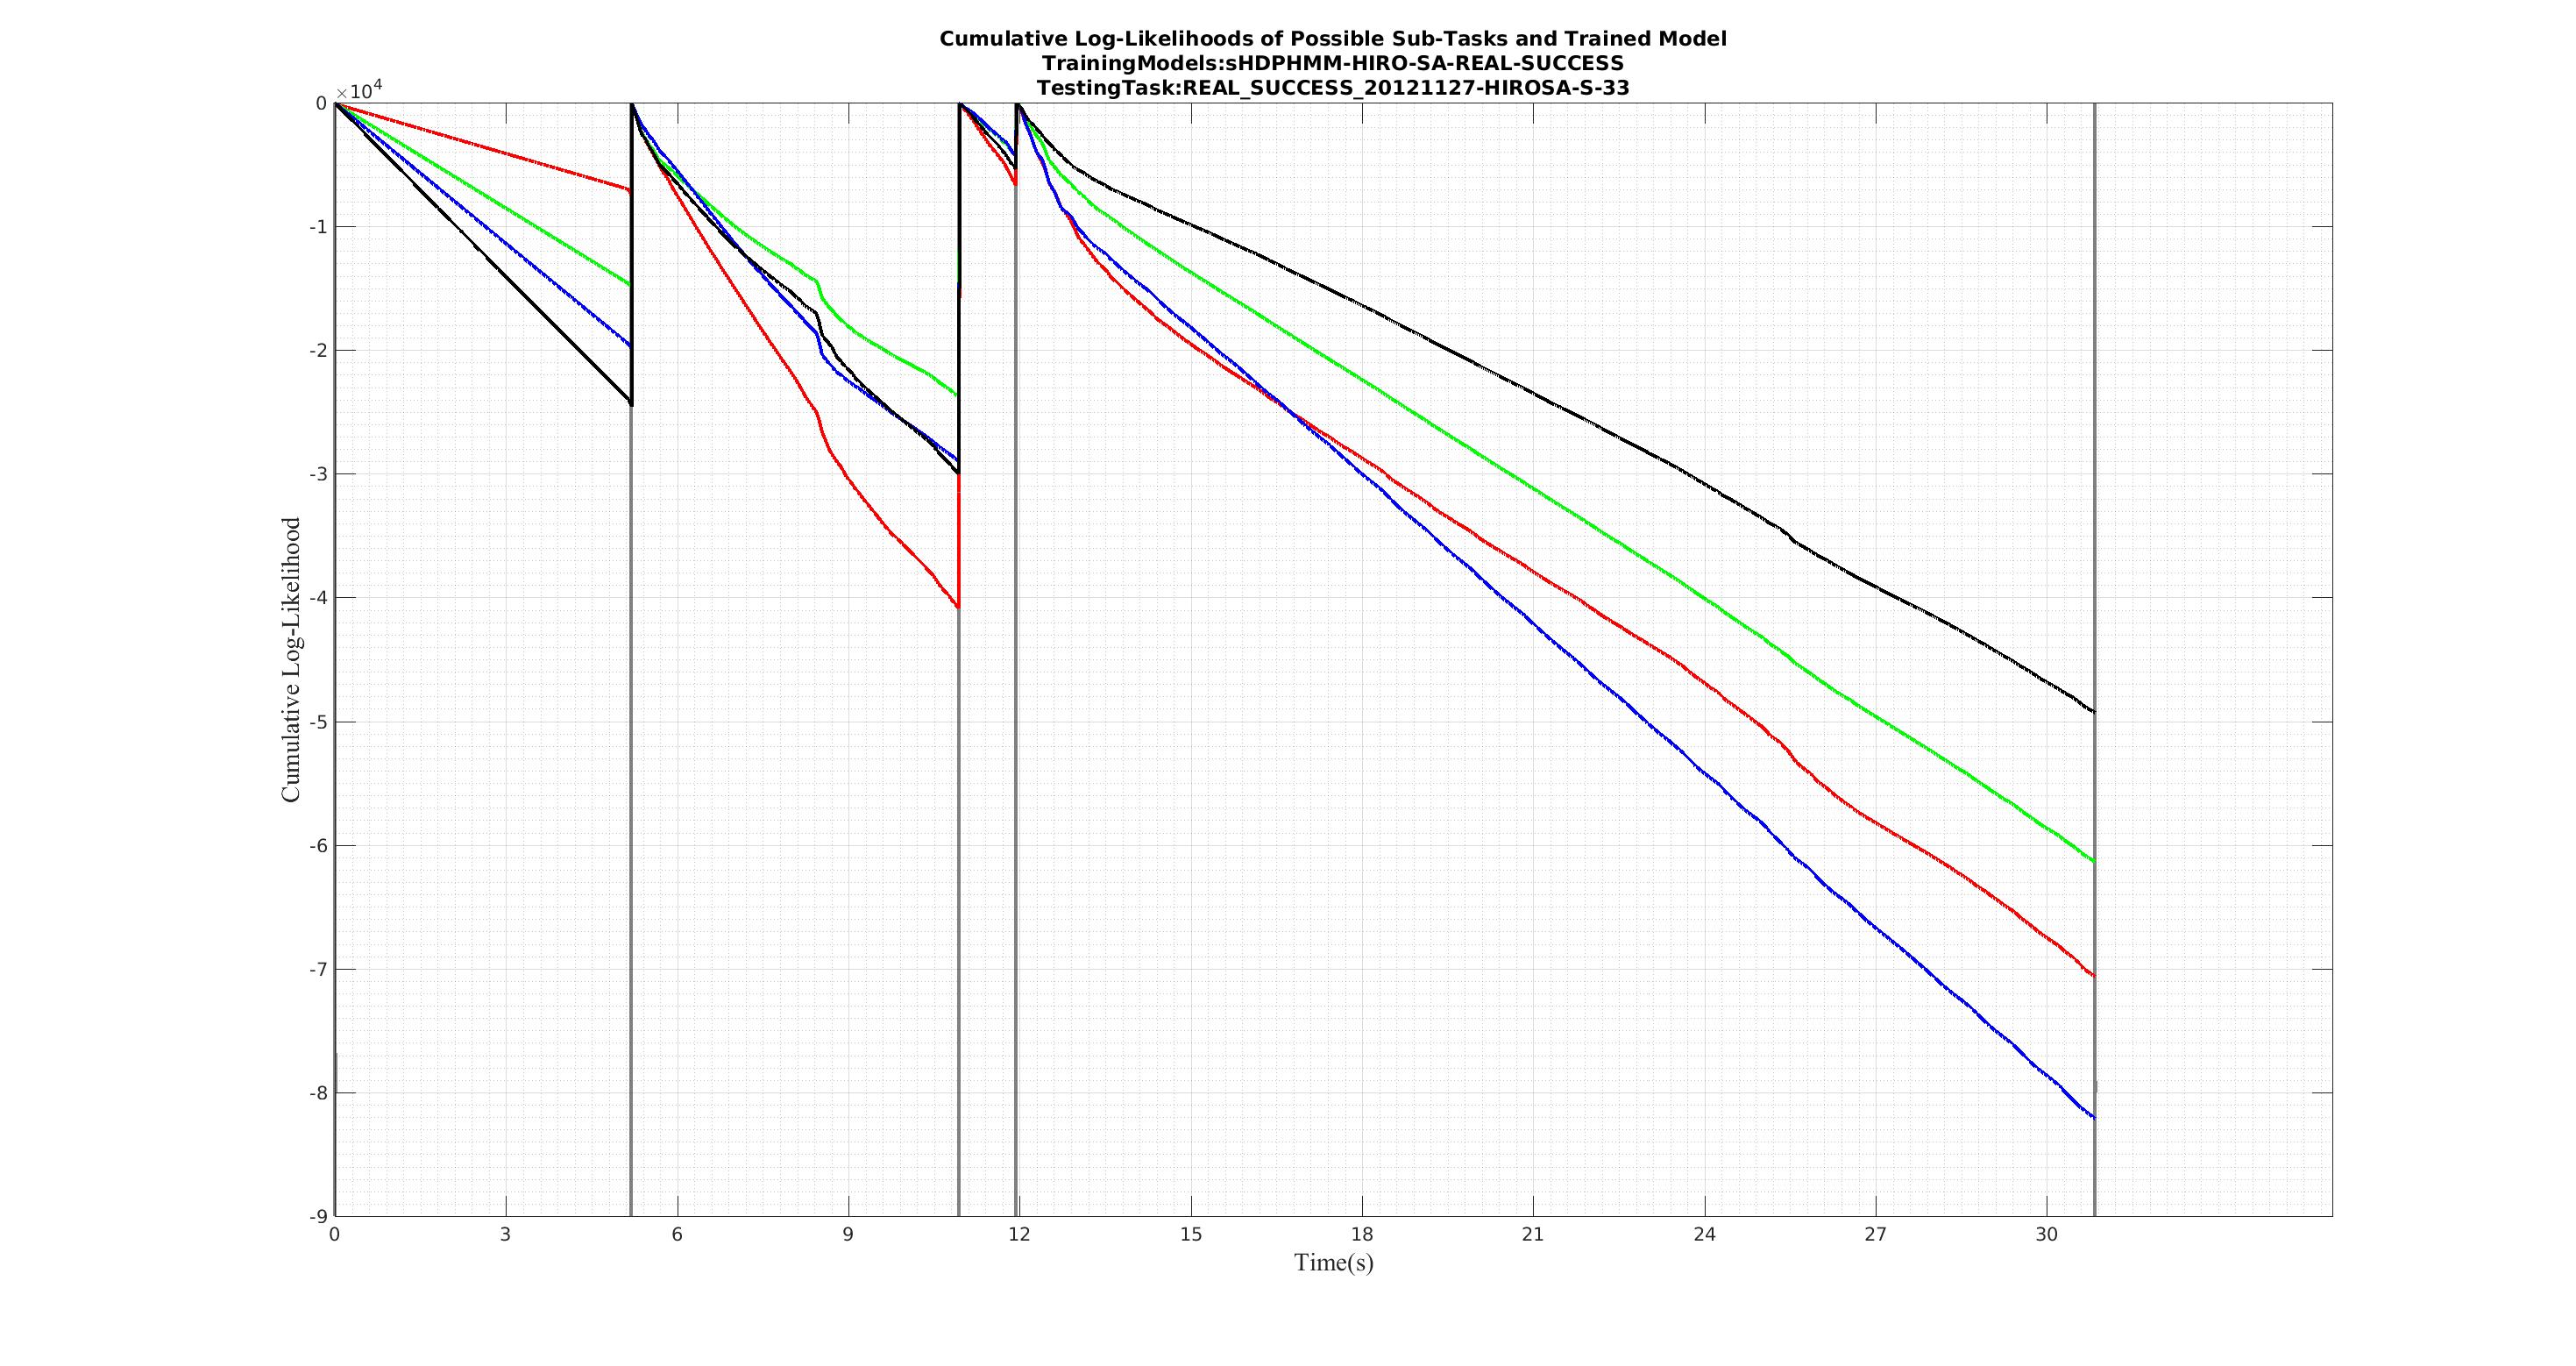 Cumulative Log-Likelihoods of Possible Sub-Tasks and Trained Model
TrainingModels:sHDPHMM-HIRO-SA-REAL-SUCCESS
TestingTask:REAL_SUCCESS_20121127-HIROSA-S-33
×10⁴
0
-1
-2
-3
-4
-5
-6
-7
-8
-9
Cumulative Log-Likelihood
0 3 6 9 12 15 18 21 24 27 30
Time(s)